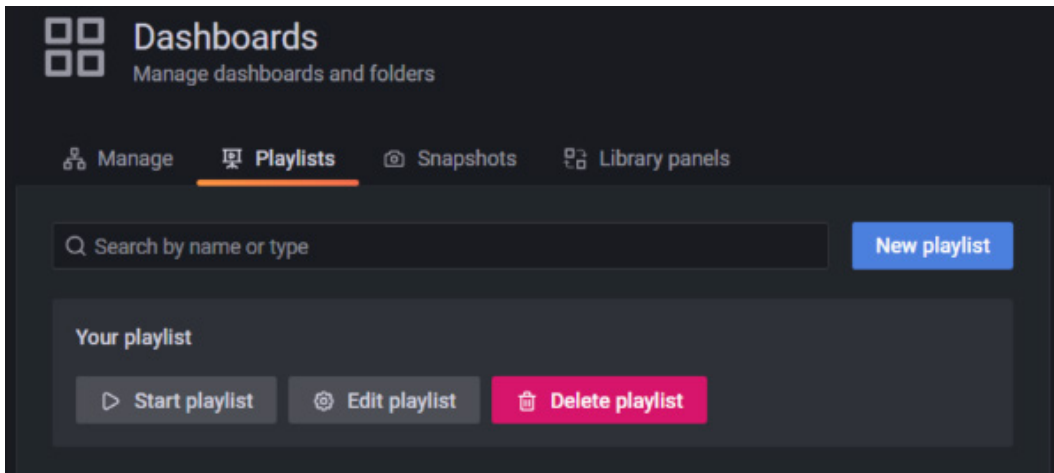 Dashboards
Manage dashboards and folders
Manage Playlists Snapshots Library panels
Search by name or type New playlist
Your playlist
Start playlist Edit playlist Delete playlist